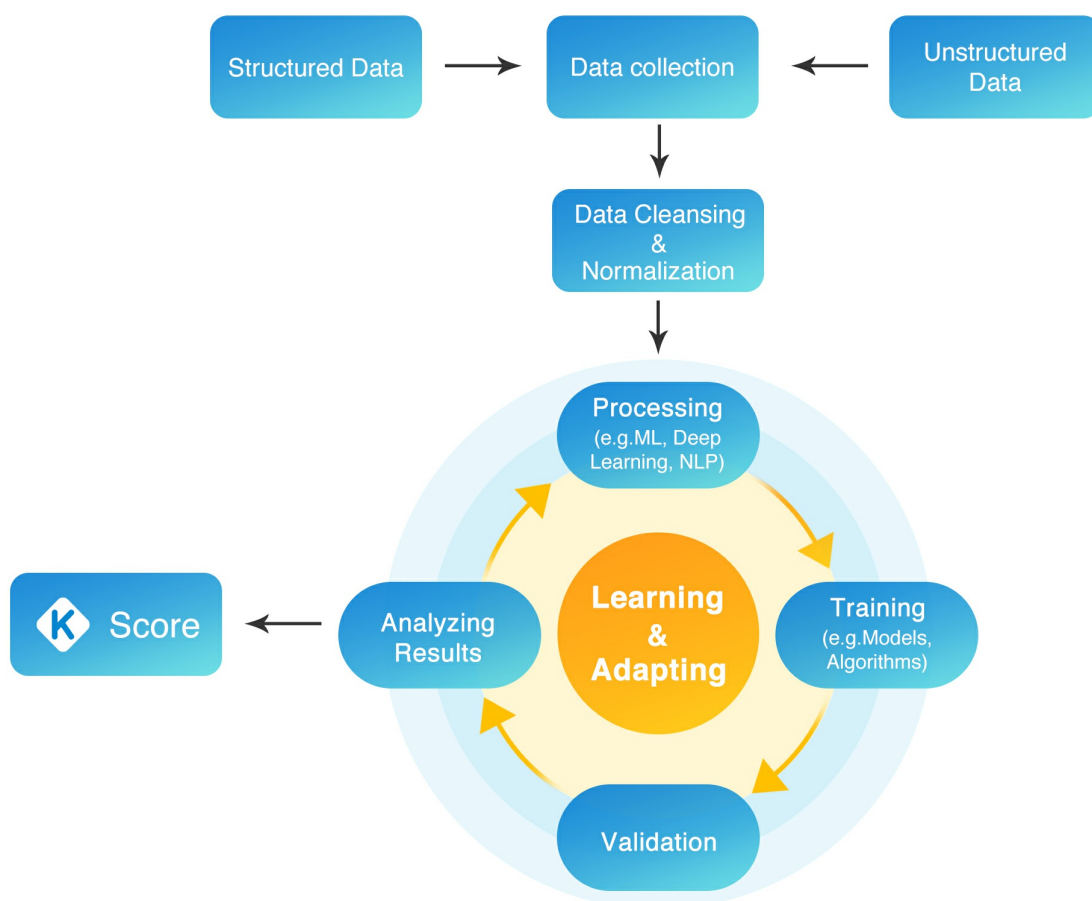 Structured Data
Data collection
Unstructured
Data
Data Cleansing
&
Normalization
Processing
(e.g.ML, Deep
Learning, NLP)
Learning
&
Adapting
Training
(e.g.Models,
Algorithms)
Analyzing
Results
K Score
Validation